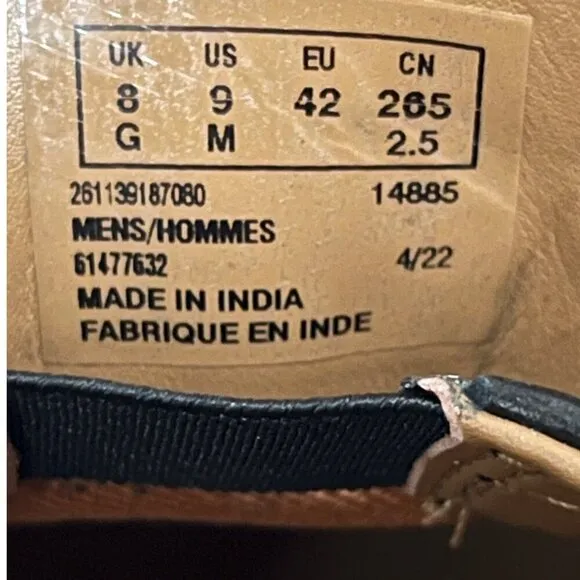 UK US EU CN
8 9 42 265
G M 2.5
261139187080 14885
MENS/HOMMES
61477632 4/22
MADE IN INDIA
FABRIQUE EN INDE